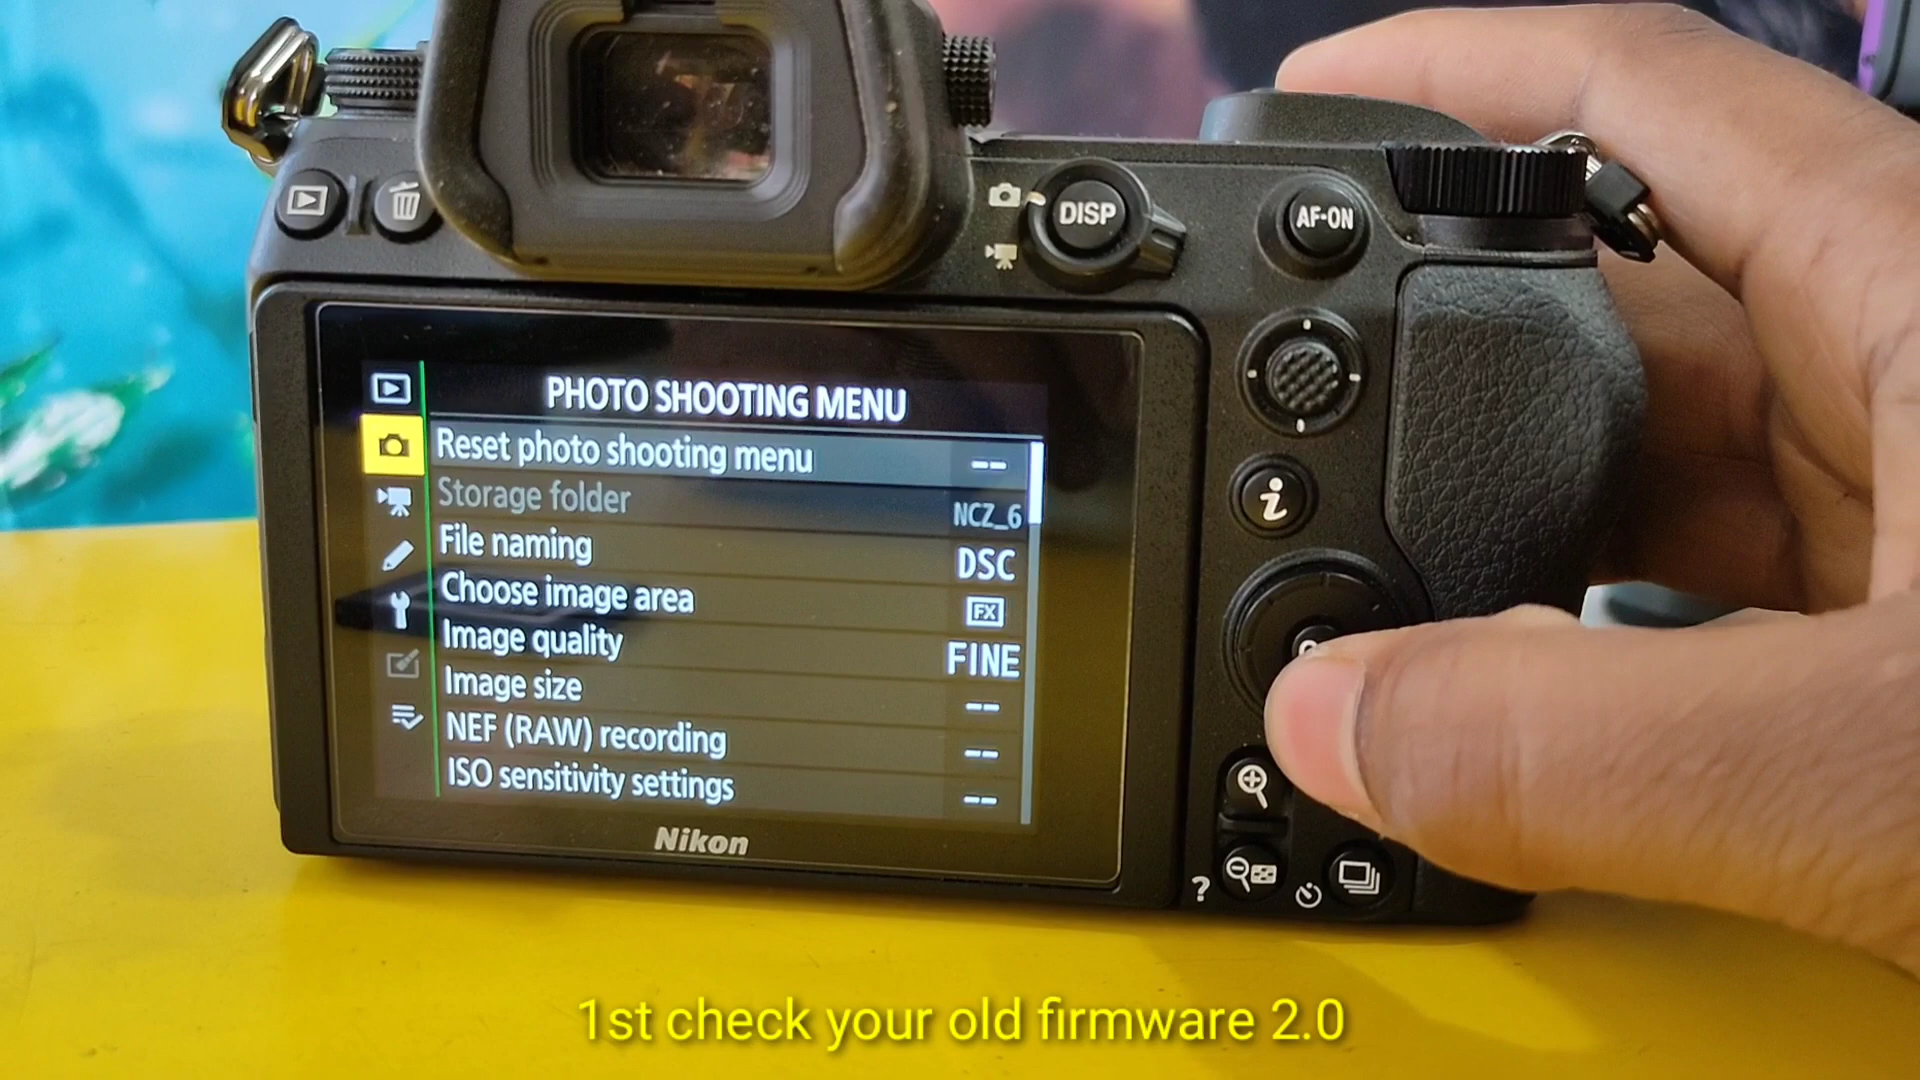 DISP
AF-ON
PHOTO SHOOTING MENU
Reset photo shooting menu --
Storage folder NCZ_6
File naming DSC
Choose image area FX
Image quality FINE
Image size --
NEF (RAW) recording --
ISO sensitivity settings --
i
Nikon
?
1st check your old firmware 2.0